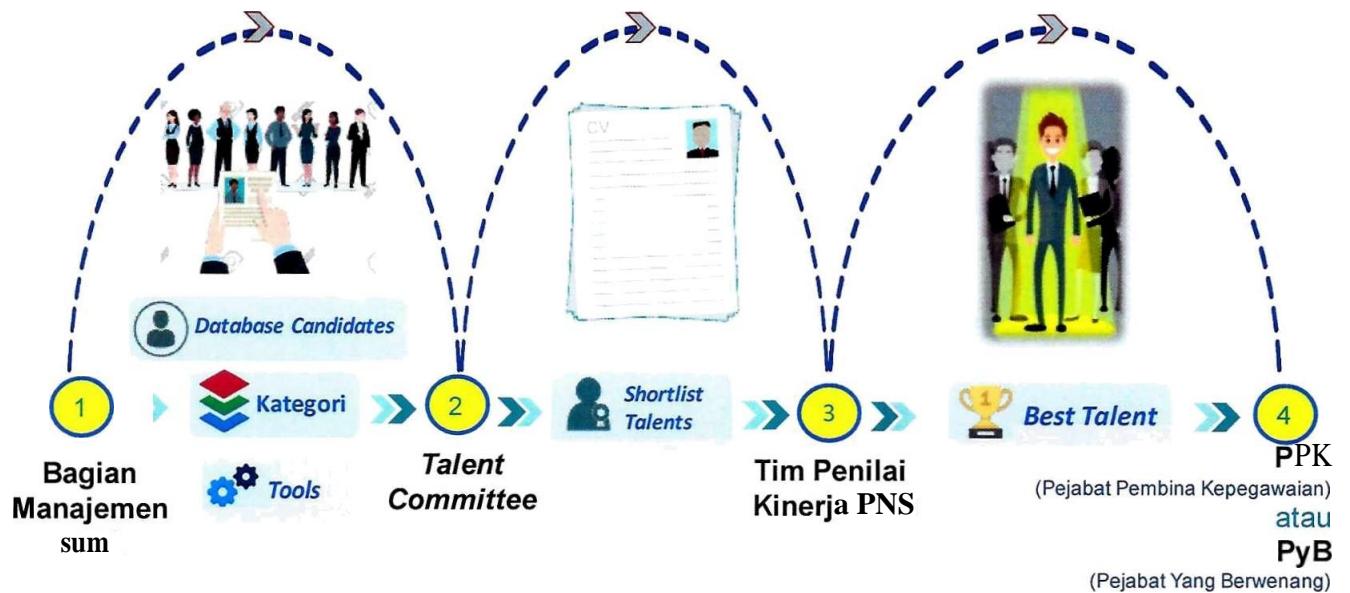 CV
Database Candidates
1
Kategori
2
Shortlist
Talents
3
1
Best Talent
4
Bagian
Manajemen
sum
Tools
Talent
Committee
Tim Penilai
Kinerja PNS
PPK
(Pejabat Pembina Kepegawaian)
atau
PyB
(Pejabat Yang Berwenang)